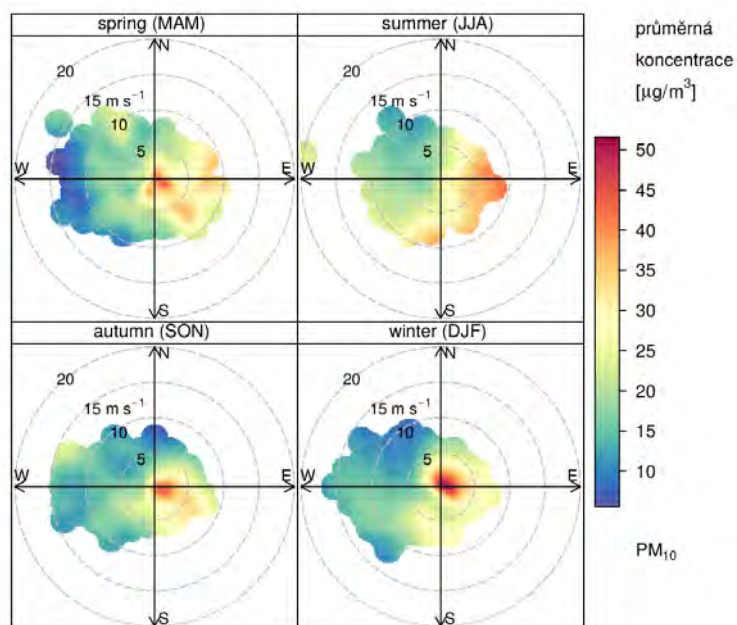 spring (MAM)
N
20
15 m s⁻¹
10
5
W
E
S
summer (JJA)
N
20
15 m s⁻¹
10
5
W
E
S
autumn (SON)
N
20
15 m s⁻¹
10
5
W
E
S
winter (DJF)
N
20
15 m s⁻¹
10
5
W
E
S
průměrná
koncentrace
[µg/m³]
50
45
40
35
30
25
20
15
10
PM₁₀